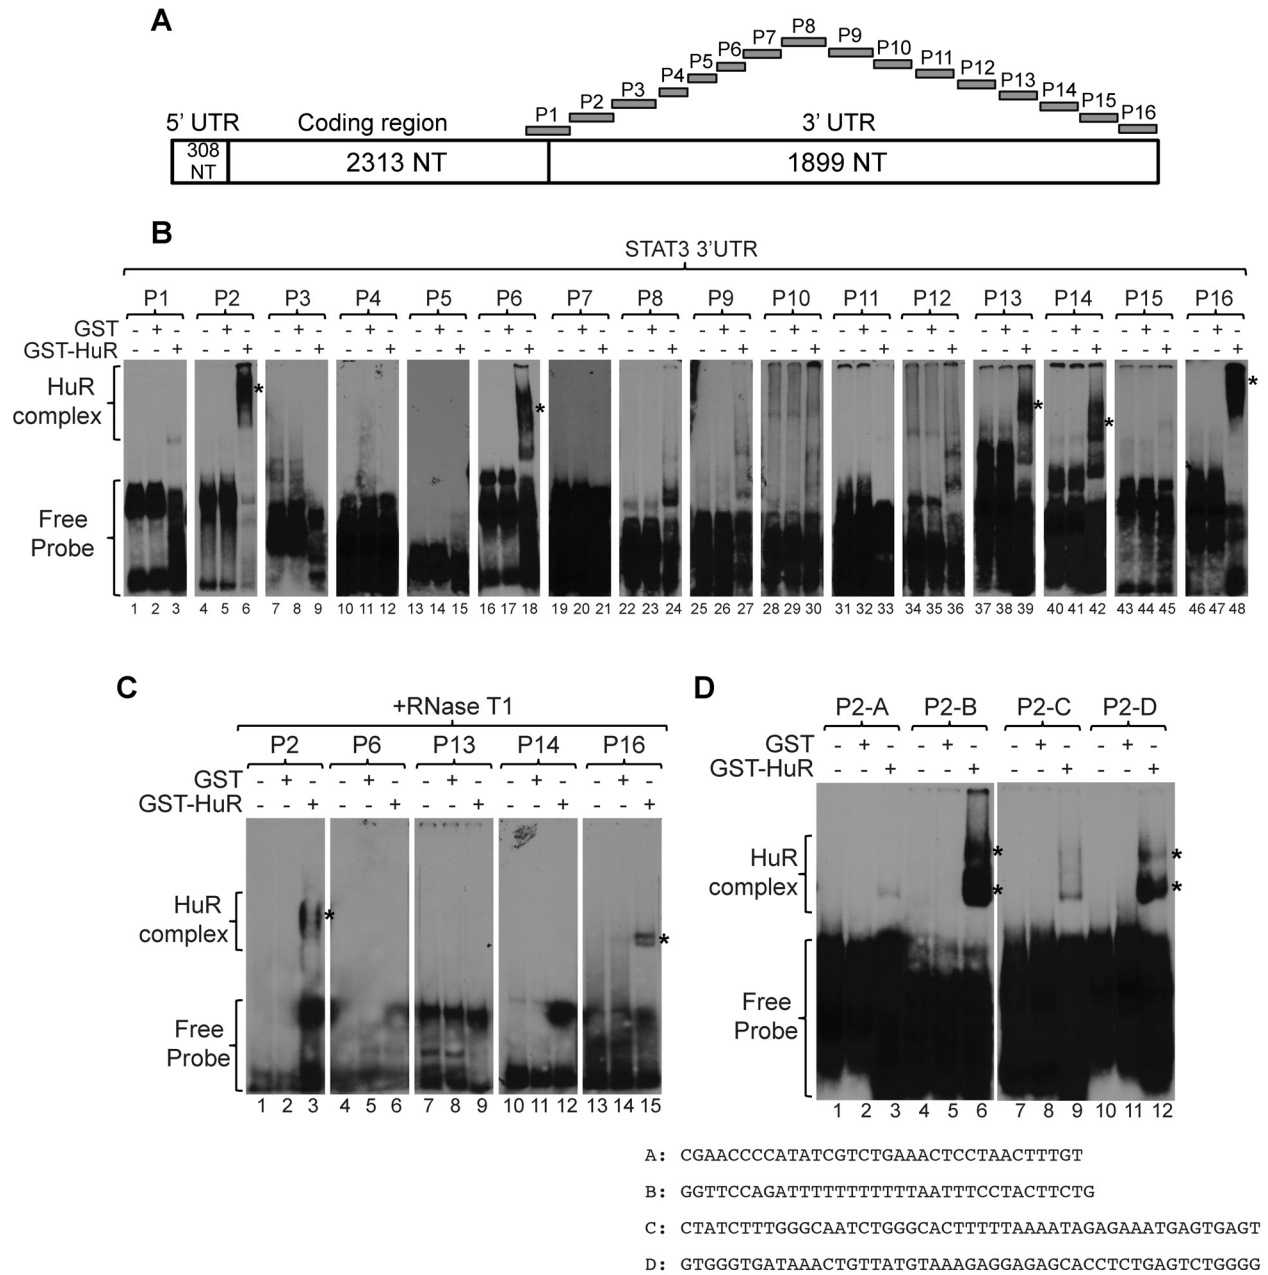 A
P1 P2 P3 P4 P5 P6 P7 P8 P9 P10 P11 P12 P13 P14 P15 P16
5' UTR Coding region 3' UTR
308 NT 2313 NT 1899 NT
B
STAT3 3'UTR
P1 P2 P3 P4 P5 P6 P7 P8 P9 P10 P11 P12 P13 P14 P15 P16
GST - + - - + - - + - - + - - + - - + - - + - - + - - + - - + - - + - - + - - + - - + - - + - - + -
GST-HuR - - + - - + - - + - - + - - + - - + - - + - - + - - + - - + - - + - - + - - + - - + - - + - - +
HuR complex
* * * * *
Free Probe
1 2 3 4 5 6 7 8 9 10 11 12 13 14 15 16 17 18 19 20 21 22 23 24 25 26 27 28 29 30 31 32 33 34 35 36 37 38 39 40 41 42 43 44 45 46 47 48
C
+RNase T1
P2 P6 P13 P14 P16
GST - + - - + - - + - - + - - + -
GST-HuR - - + - - + - - + - - + - - +
HuR complex
* *
Free Probe
1 2 3 4 5 6 7 8 9 10 11 12 13 14 15
D
P2-A P2-B P2-C P2-D
GST - + - - + - - + - - + -
GST-HuR - - + - - + - - + - - +
HuR complex
* * * *
Free Probe
1 2 3 4 5 6 7 8 9 10 11 12
A: CGAACCCCATATCGTCTGAAACTCCTAACTTTGT
B: GGTTCCAGATTTTTTTTTTTAATTTCCTACTTCTG
C: CTATCTTTGGGCAATCTGGGCACTTTTTAAAATAGAGAAATGAGTGAGT
D: GTGGGTGATAAACTGTTATGTAAAGAGGAGAGCACCTCTGAGTCTGGGG